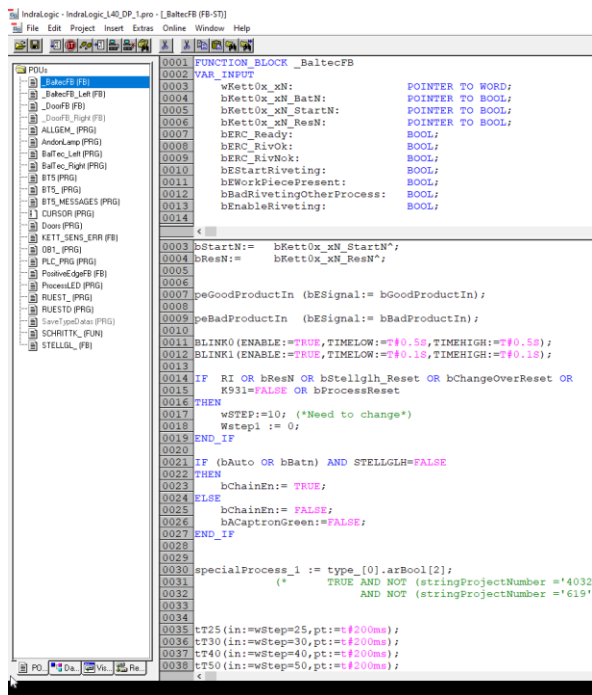 IndraLogic - IndraLogic_L40_DP_1.pro - [_BaltecFB (FB-ST)]
File Edit Project Insert Extras Online Window Help
POUs
_BaltecFB (FB)
_BaltecFB_Left (FB)
_DoorFB (FB)
_DoorFB_Right (FB)
ALLGEM_ (PRG)
AndonLamp (PRG)
BalTec_Left (PRG)
BalTec_Right (PRG)
BT5 (PRG)
BT5_ (PRG)
BT5_MESSAGES (PRG)
CURSOR (PRG)
Doors (PRG)
KETT_SENS_ERR (FB)
OB1_ (PRG)
PLC_PRG (PRG)
PositiveEdgeFB (FB)
ProcessLED (PRG)
RUEST_ (PRG)
RUESTD (PRG)
SaveTypeDatas (PRG)
SCHRITTK_ (FUN)
STELLGL_ (FB)
PO... Da... Vis... Re...
0001 FUNCTION_BLOCK _BaltecFB
0002 VAR_INPUT
0003 wKett0x_xN: POINTER TO WORD;
0004 bKett0x_xN_BatN: POINTER TO BOOL;
0005 bKett0x_xN_StartN: POINTER TO BOOL;
0006 bKett0x_xN_ResN: POINTER TO BOOL;
0007 bERC_Ready: BOOL;
0008 bERC_RivOk: BOOL;
0009 bERC_RivNok: BOOL;
0010 bEStartRiveting: BOOL;
0011 bEWorkPiecePresent: BOOL;
0012 bBadRivetingOtherProcess: BOOL;
0013 bEnableRiveting: BOOL;
0014
0003 bStartN:= bKett0x_xN_StartN^;
0004 bResN:= bKett0x_xN_ResN^;
0005
0006
0007 peGoodProductIn (bESignal:= bGoodProductIn);
0008
0009 peBadProductIn (bESignal:= bBadProductIn);
0010
0011 BLINK0(ENABLE:=TRUE,TIMELOW:=T#0.5S,TIMEHIGH:=T#0.5S);
0012 BLINK1(ENABLE:=TRUE,TIMELOW:=T#0.1S,TIMEHIGH:=T#0.1S);
0013
0014 IF RI OR bResN OR bStellglh_Reset OR bChangeOverReset OR
0015 K931=FALSE OR bProcessReset
0016 THEN
0017 wSTEP:=10; (*Need to change*)
0018 Wstep1 := 0;
0019 END_IF
0020
0021 IF (bAuto OR bBatn) AND STELLGLH=FALSE
0022 THEN
0023 bChainEn:= TRUE;
0024 ELSE
0025 bChainEn:= FALSE;
0026 bACaptronGreen:=FALSE;
0027 END_IF
0028
0029
0030 specialProcess_1 := type_[0].arBool[2];
0031 (* TRUE AND NOT (stringProjectNumber ='4032
0032 AND NOT (stringProjectNumber ='619'
0033
0034
0035 tT25(in:=wStep=25,pt:=t#200ms);
0036 tT30(in:=wStep=30,pt:=t#200ms);
0037 tT40(in:=wStep=40,pt:=t#200ms);
0038 tT50(in:=wStep=50,pt:=t#200ms);